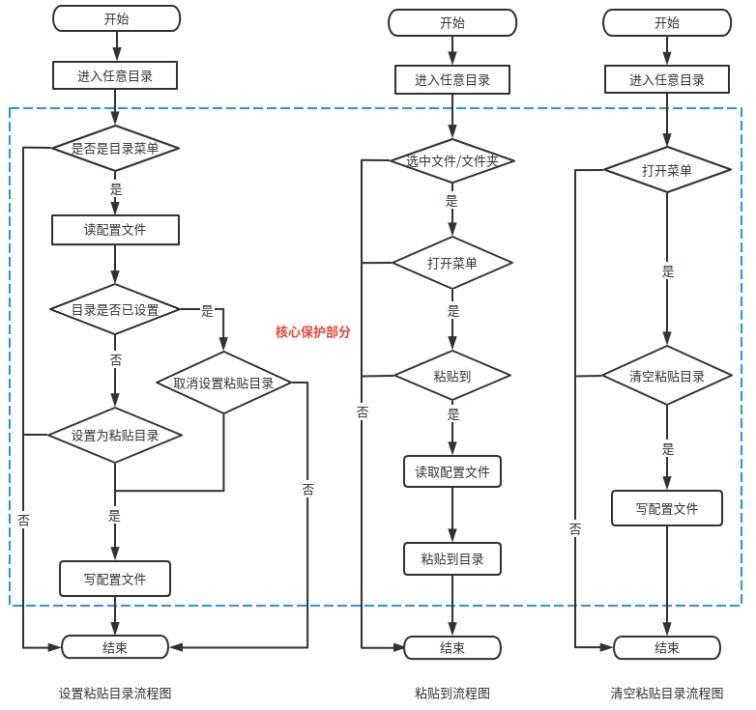 开始
进入任意目录
是否是目录菜单
是
读配置文件
目录是否已设置
是
否
取消设置粘贴目录
设置为粘贴目录
否
是
否
写配置文件
结束
设置粘贴目录流程图
核心保护部分
开始
进入任意目录
选中文件/文件夹
是
打开菜单
是
粘贴到
否
是
读取配置文件
粘贴到目录
结束
粘贴到流程图
开始
进入任意目录
打开菜单
是
清空粘贴目录
是
写配置文件
否
结束
清空粘贴目录流程图